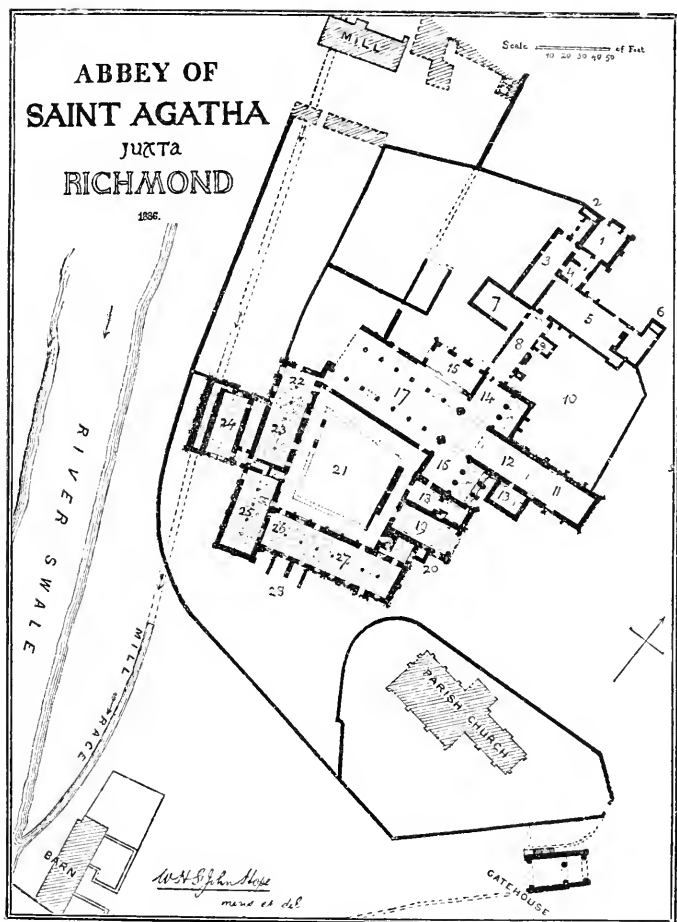 ABBEY OF
SAINT AGATHA
JUXTA
RICHMOND
1886.
MILL
Scale of Feet
10 20 30 40 50
2
1
3
4
5
6
7
8
9
10
15
14
17
22
23
24
21
16
12
11
13
13
19
20
25
26
27
28
RIVER SWALE
MILL RACE
PARISH CHURCH
BARN
GATEHOUSE
W H St John Hope
mens et del